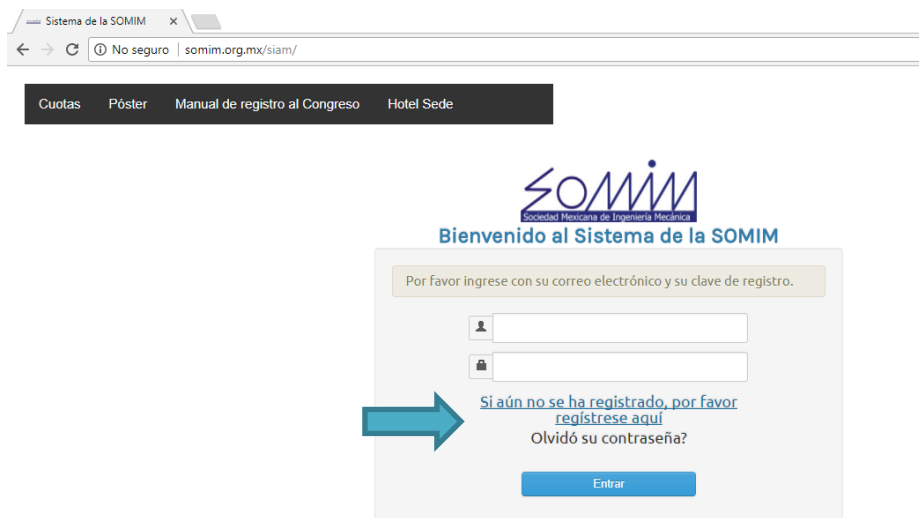 Sistema de la SOMIM
No seguro somim.org.mx/siam/
Cuotas Póster Manual de registro al Congreso Hotel Sede
SOMIM
Sociedad Mexicana de Ingeniería Mecánica
Bienvenido al Sistema de la SOMIM
Por favor ingrese con su correo electrónico y su clave de registro.
Si aún no se ha registrado, por favor
regístrese aquí
Olvidó su contraseña?
Entrar